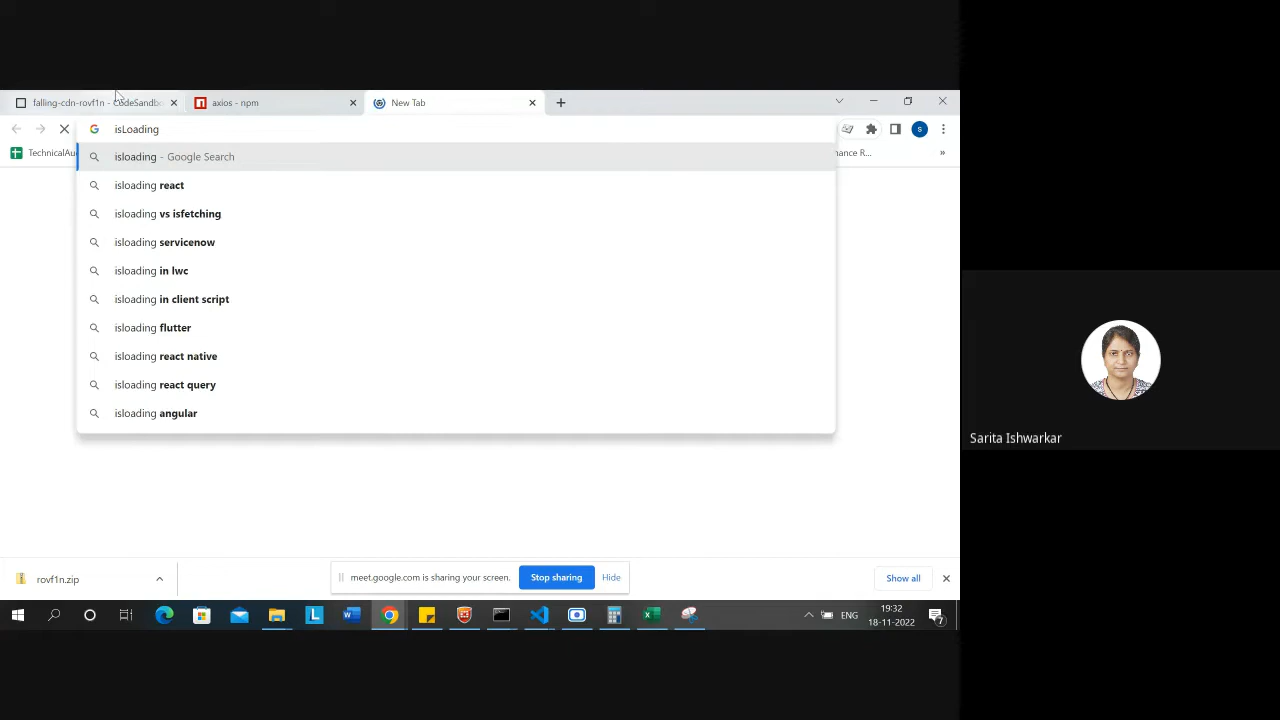 falling-cdn-rovf1n - CodeSandbo
axios - npm
New Tab
isLoading
S
TechnicalAu
isloading - Google Search
nance R...
»
isloading react
isloading vs isfetching
isloading servicenow
isloading in lwc
isloading in client script
isloading flutter
isloading react native
isloading react query
isloading angular
Sarita Ishwarkar
rovf1n.zip
meet.google.com is sharing your screen.
Stop sharing
Hide
Show all
ENG
19:32
18-11-2022
7